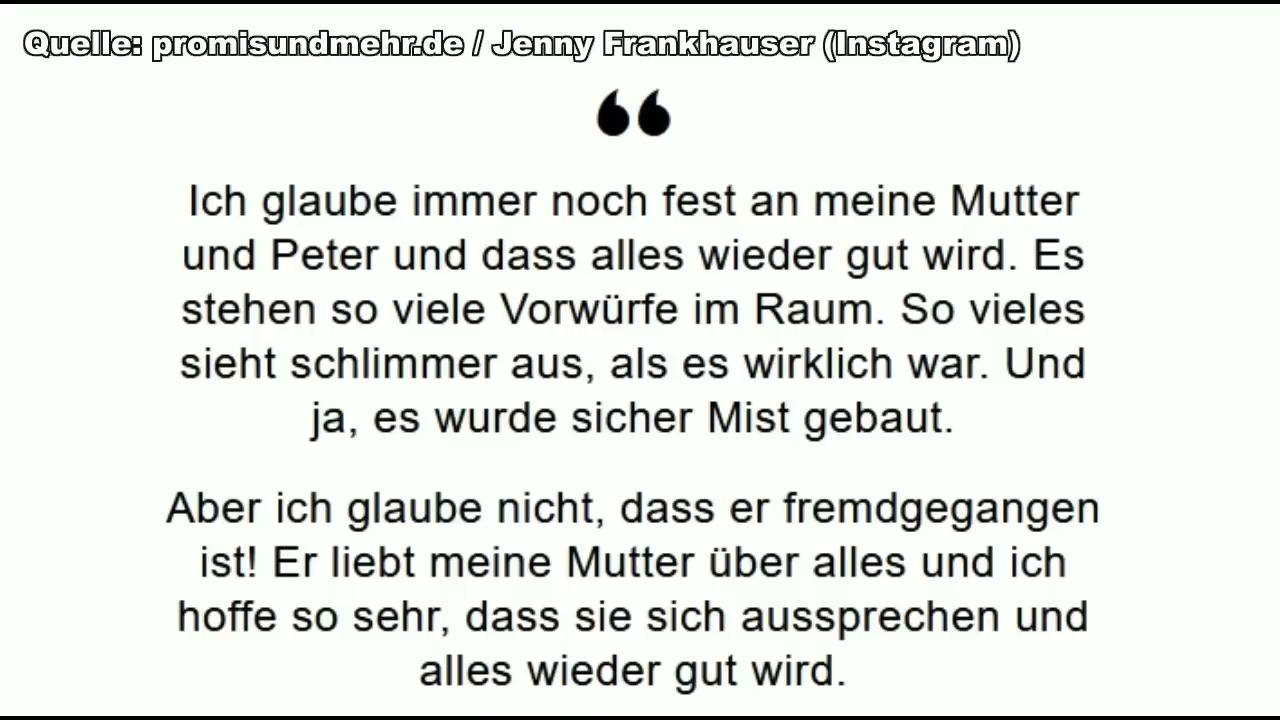 Quelle: promisundmehr.de / Jenny Frankhauser (Instagram)
❝
Ich glaube immer noch fest an meine Mutter
und Peter und dass alles wieder gut wird. Es
stehen so viele Vorwürfe im Raum. So vieles
sieht schlimmer aus, als es wirklich war. Und
ja, es wurde sicher Mist gebaut.
Aber ich glaube nicht, dass er fremdgegangen
ist! Er liebt meine Mutter über alles und ich
hoffe so sehr, dass sie sich aussprechen und
alles wieder gut wird.